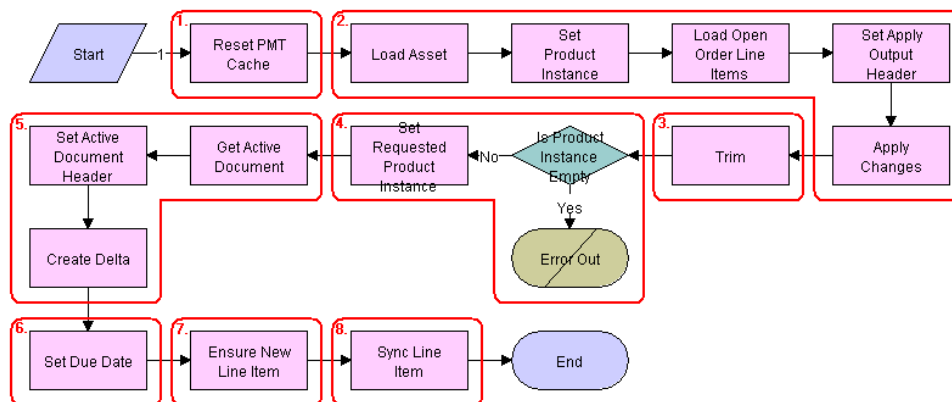 1.
2.
Start
1
Reset PMT
Cache
Load Asset
Set
Product
Instance
Load Open
Order Line
Items
Set Apply
Output
Header
5.
4.
3.
Set Active
Document
Header
Get Active
Document
Set
Requested
Product
Instance
No
Is Product
Instance
Empty
Trim
Apply
Changes
Yes
Create Delta
Error Out
6.
7.
8.
Set Due Date
Ensure New
Line Item
Sync Line
Item
End